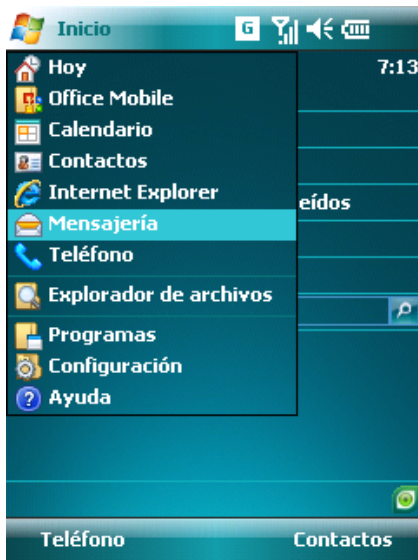 Inicio
G
Hoy
7:13
Office Mobile
Calendario
Contactos
Internet Explorer
eídos
Mensajería
Teléfono
Explorador de archivos
Programas
Configuración
? Ayuda
Teléfono
Contactos